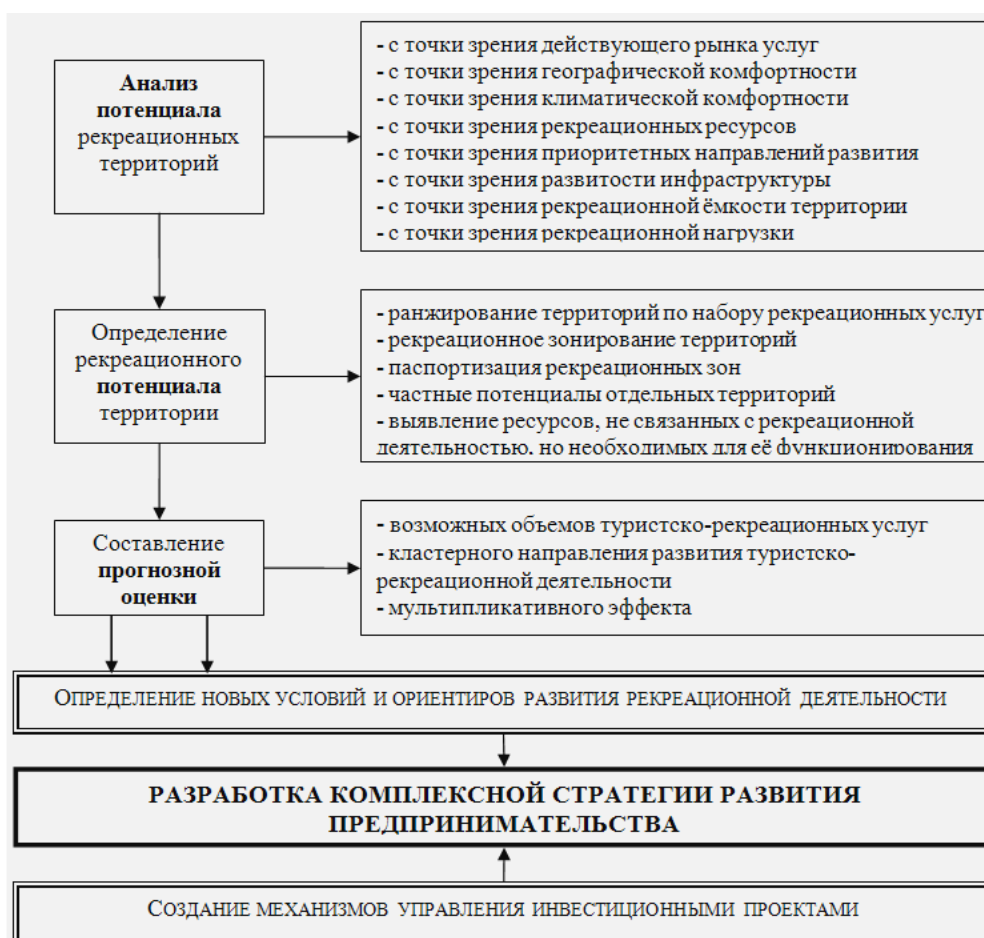 Анализ
потенциала
рекреационных
территорий
- с точки зрения действующего рынка услуг
- с точки зрения географической комфортности
- с точки зрения климатической комфортности
- с точки зрения рекреационных ресурсов
- с точки зрения приоритетных направлений развития
- с точки зрения развитости инфраструктуры
- с точки зрения рекреационной ёмкости территории
- с точки зрения рекреационной нагрузки
Определение
рекреационного
потенциала
территории
- ранжирование территорий по набору рекреационных услуг
- рекреационное зонирование территорий
- паспортизация рекреационных зон
- частные потенциалы отдельных территорий
- выявление ресурсов, не связанных с рекреационной
деятельностью, но необходимых для её функционирования
Составление
прогнозной
оценки
- возможных объемов туристско-рекреационных услуг
- кластерного направления развития туристско-
рекреационной деятельности
- мультипликативного эффекта
ОПРЕДЕЛЕНИЕ НОВЫХ УСЛОВИЙ И ОРИЕНТИРОВ РАЗВИТИЯ РЕКРЕАЦИОННОЙ ДЕЯТЕЛЬНОСТИ
РАЗРАБОТКА КОМПЛЕКСНОЙ СТРАТЕГИИ РАЗВИТИЯ
ПРЕДПРИНИМАТЕЛЬСТВА
СОЗДАНИЕ МЕХАНИЗМОВ УПРАВЛЕНИЯ ИНВЕСТИЦИОННЫМИ ПРОЕКТАМИ